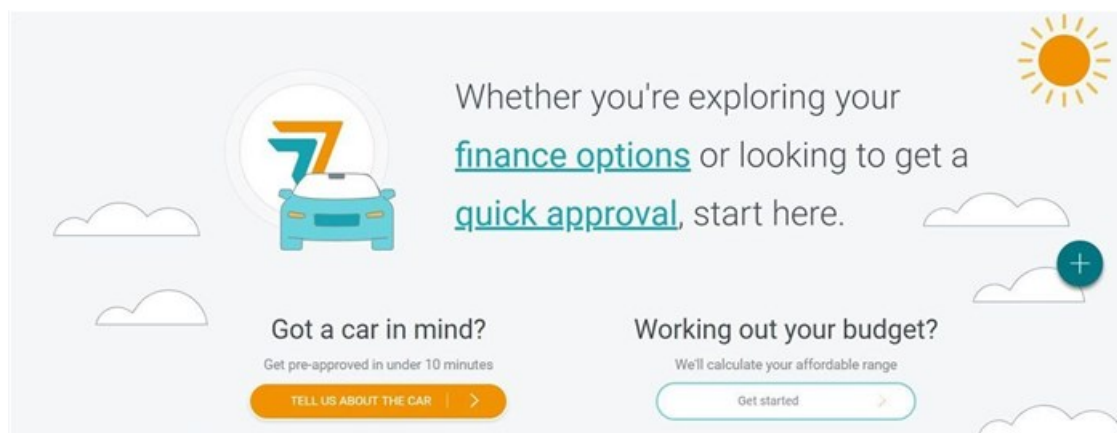 Whether you're exploring your
finance options or looking to get a
quick approval, start here.
Got a car in mind?
Get pre-approved in under 10 minutes
TELL US ABOUT THE CAR
Working out your budget?
We'll calculate your affordable range
Get started